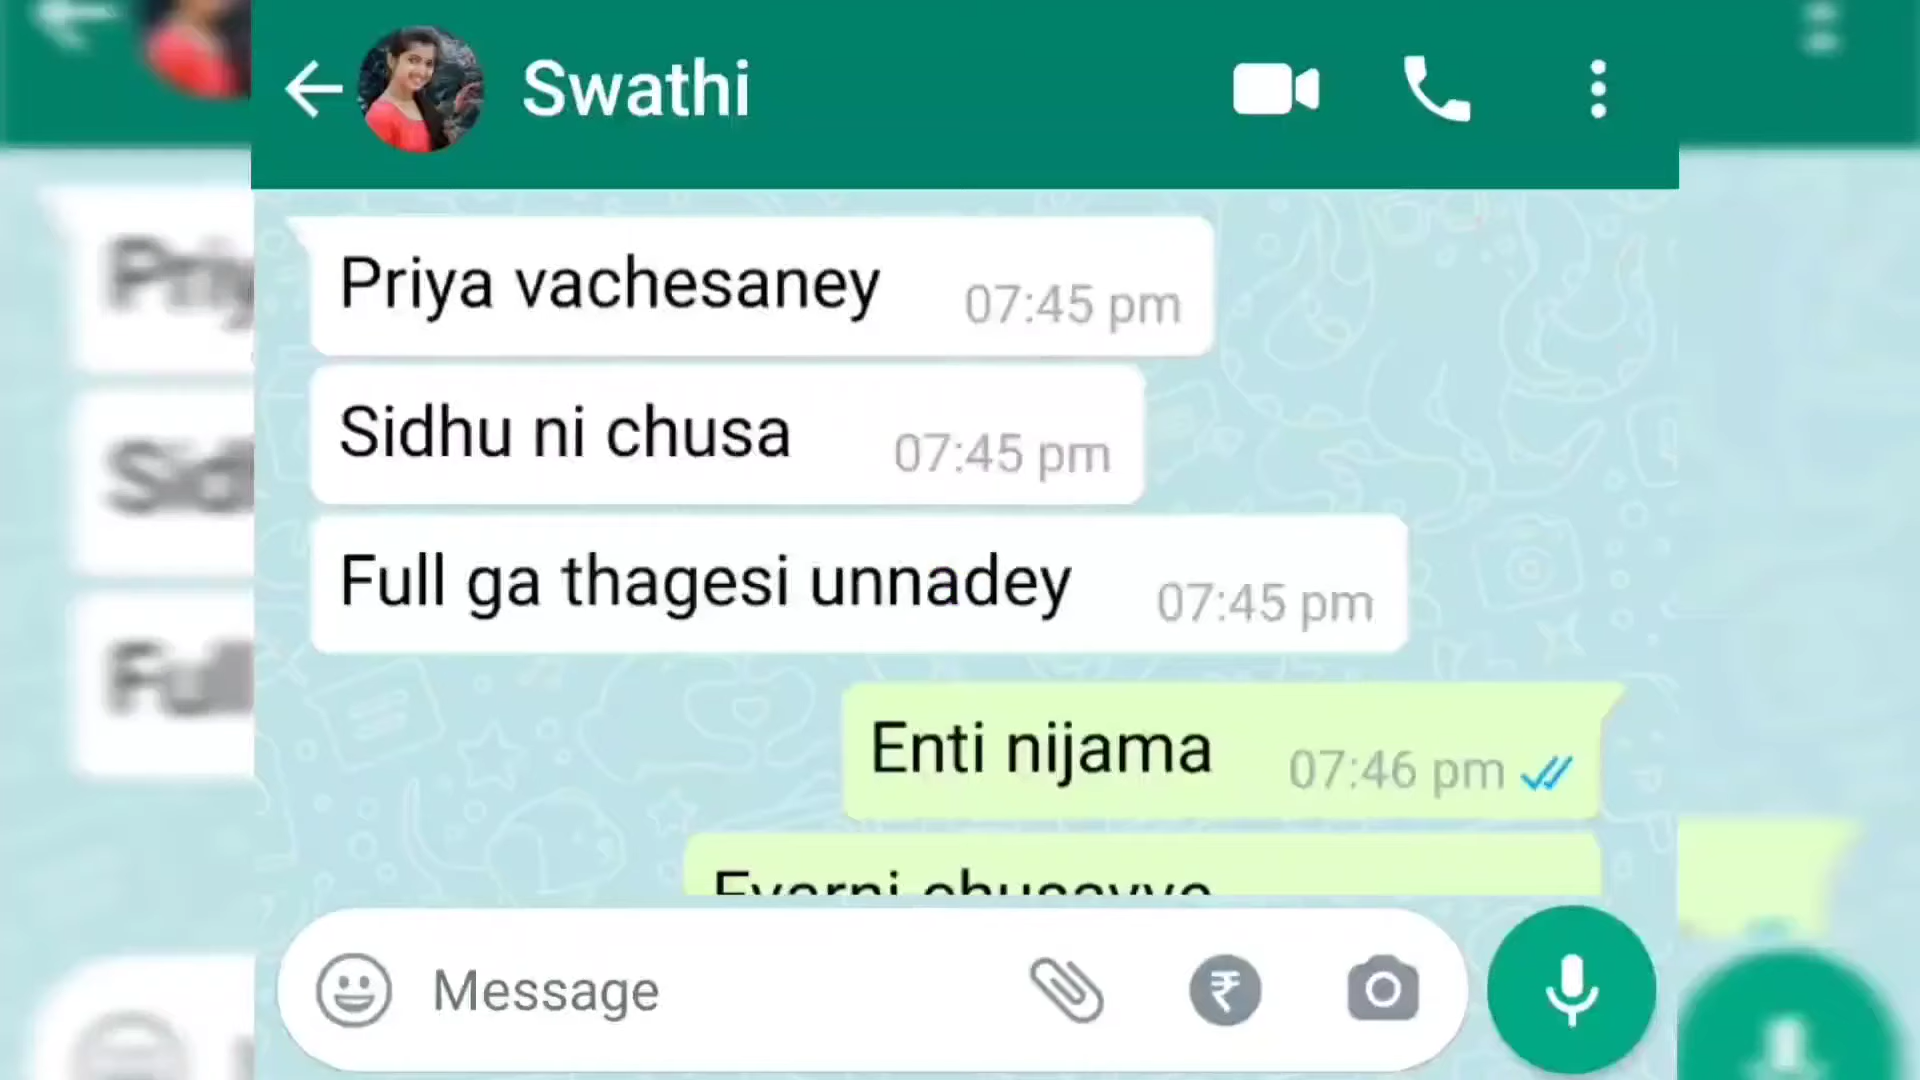 Swathi
Priya vachesaney 07:45 pm
Sidhu ni chusa 07:45 pm
Full ga thagesi unnadey 07:45 pm
Enti nijama 07:46 pm
Message